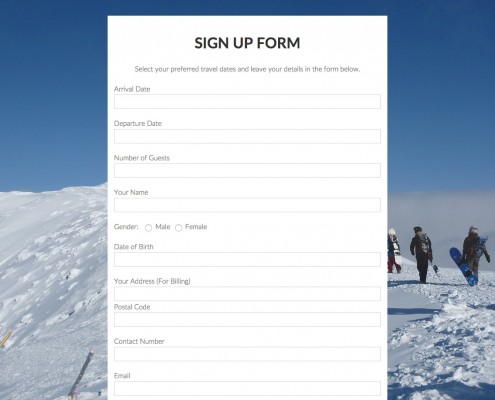 SIGN UP FORM
Select your preferred travel dates and leave your details in the form below.
Arrival Date
Departure Date
Number of Guests
Your Name
Gender: Male Female
Date of Birth
Your Address (For Billing)
Postal Code
Contact Number
Email